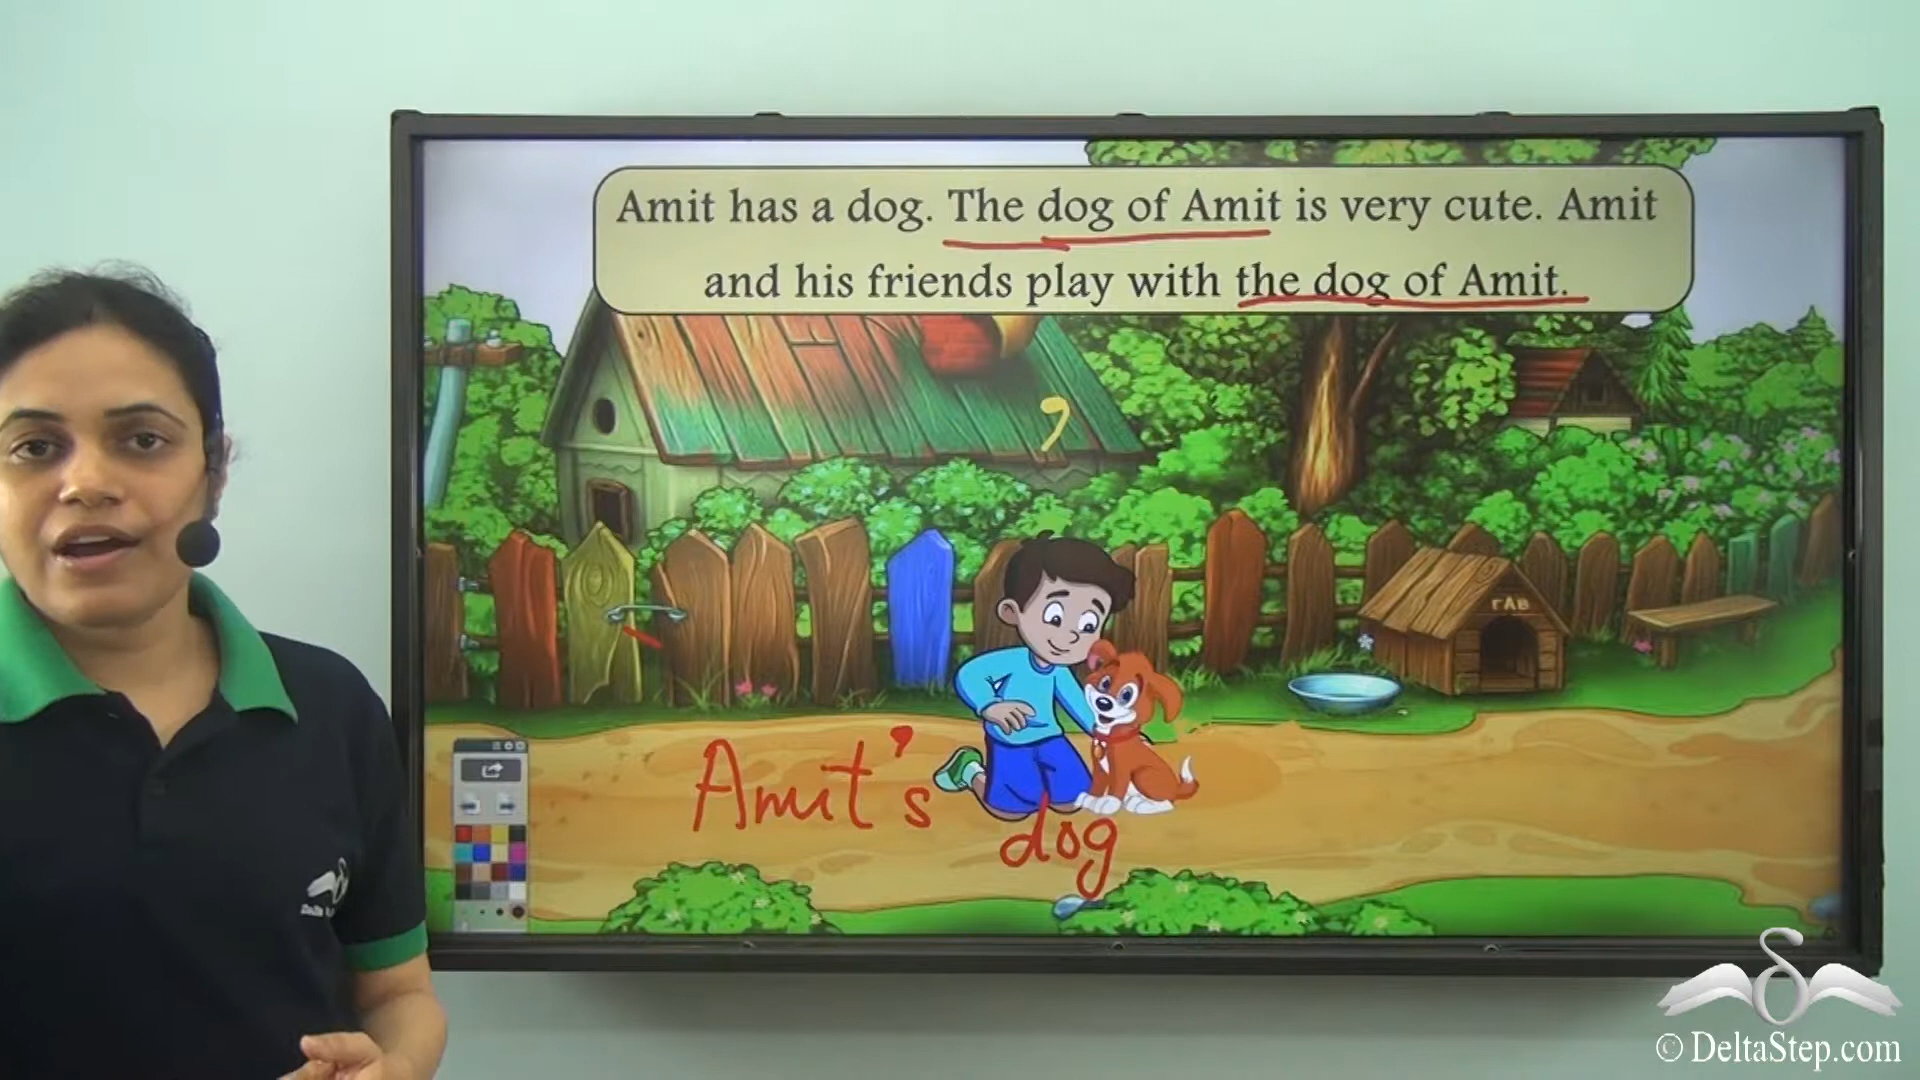 Amit has a dog. The dog of Amit is very cute. Amit
and his friends play with the dog of Amit.
,
ГАВ
Amit's
dog
© DeltaStep.com